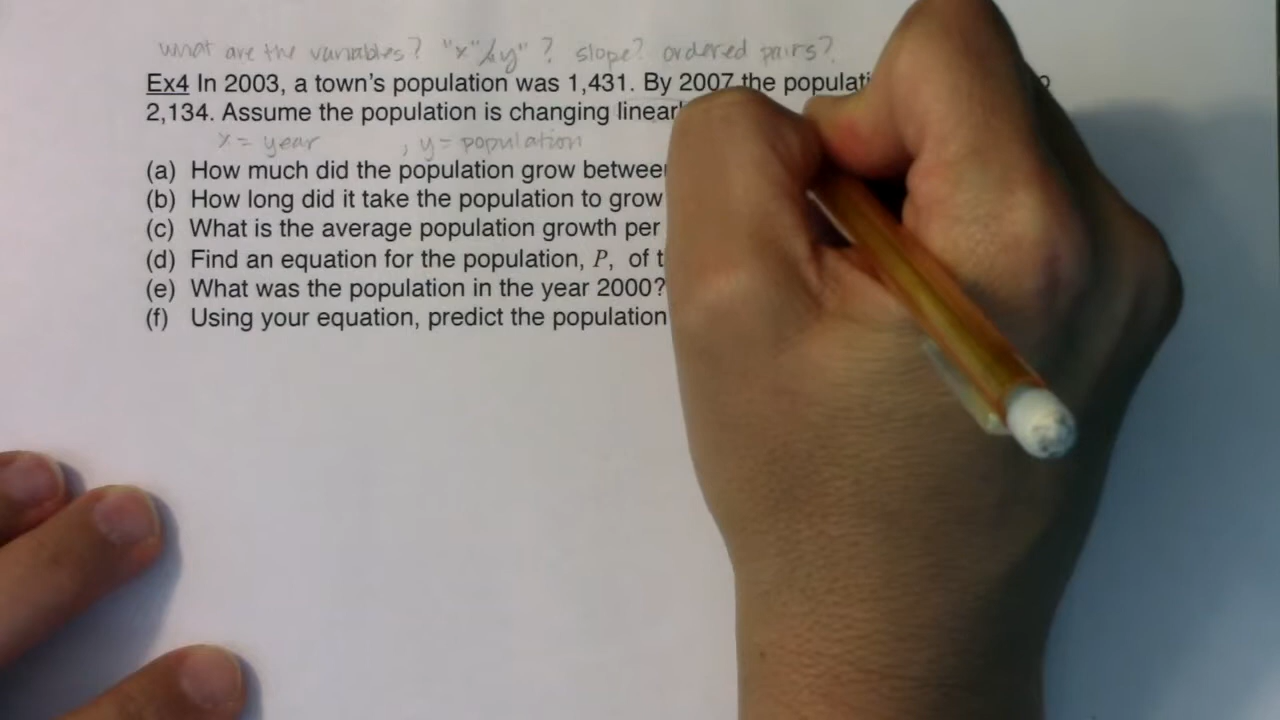 what are the variables? "x" & "y"? slope? ordered pairs?
Ex4 In 2003, a town's population was 1,431. By 2007 the
2,134. Assume the population is changing
x = year , y = population
(a) How much did the population grow
(b) How long did it take the population to grow
(c) What is the average population growth per
(d) Find an equation for the population, P, of
(e) What was the population in the year 2000?
(f) Using your equation, predict the population